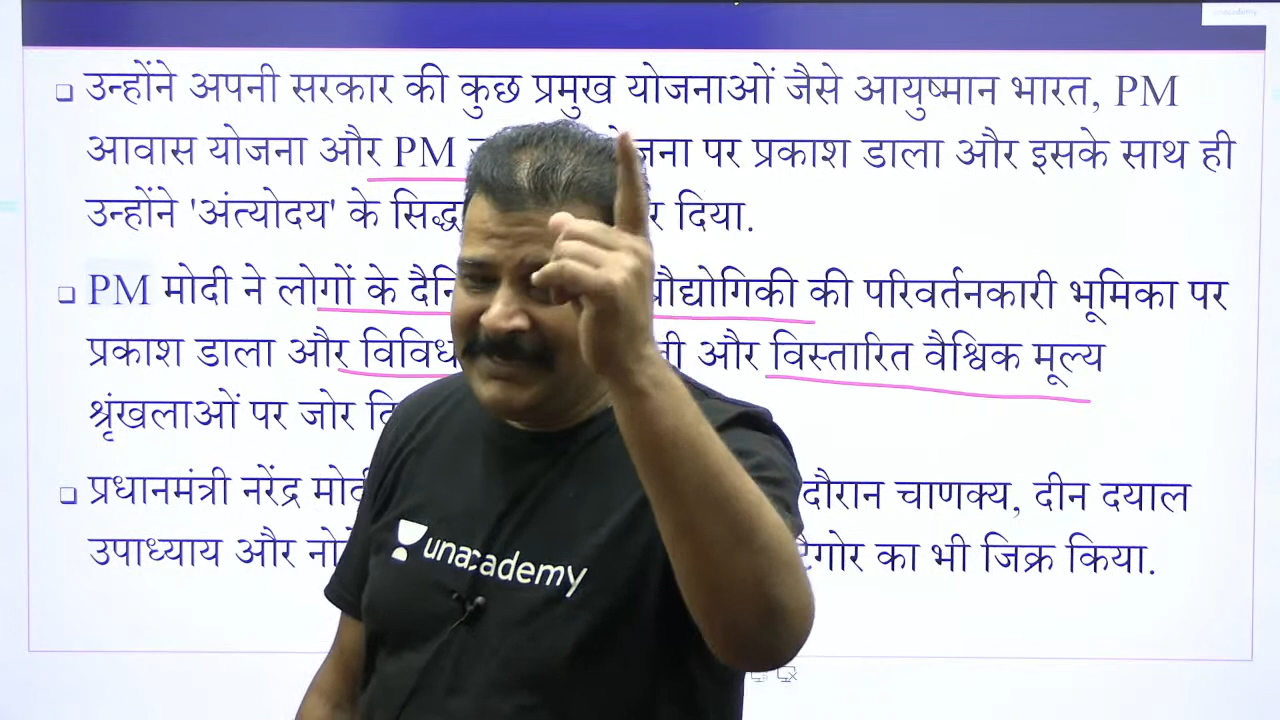 unacademy
उन्होंने अपनी सरकार की कुछ प्रमुख योजनाओं जैसे आयुष्मान भारत, PM
आवास योजना और PM जना पर प्रकाश डाला और इसके साथ ही
उन्होंने 'अंत्योदय' के सिद्ध र दिया.
PM मोदी ने लोगों के दैनि प्रौद्योगिकी की परिवर्तनकारी भूमिका पर
प्रकाश डाला और विविध और विस्तारित वैश्विक मूल्य
श्रृंखलाओं पर जोर
प्रधानमंत्री नरेंद्र दौरान चाणक्य, दीन दयाल
उपाध्याय और टैगोर का भी जिक्र किया.
unacademy